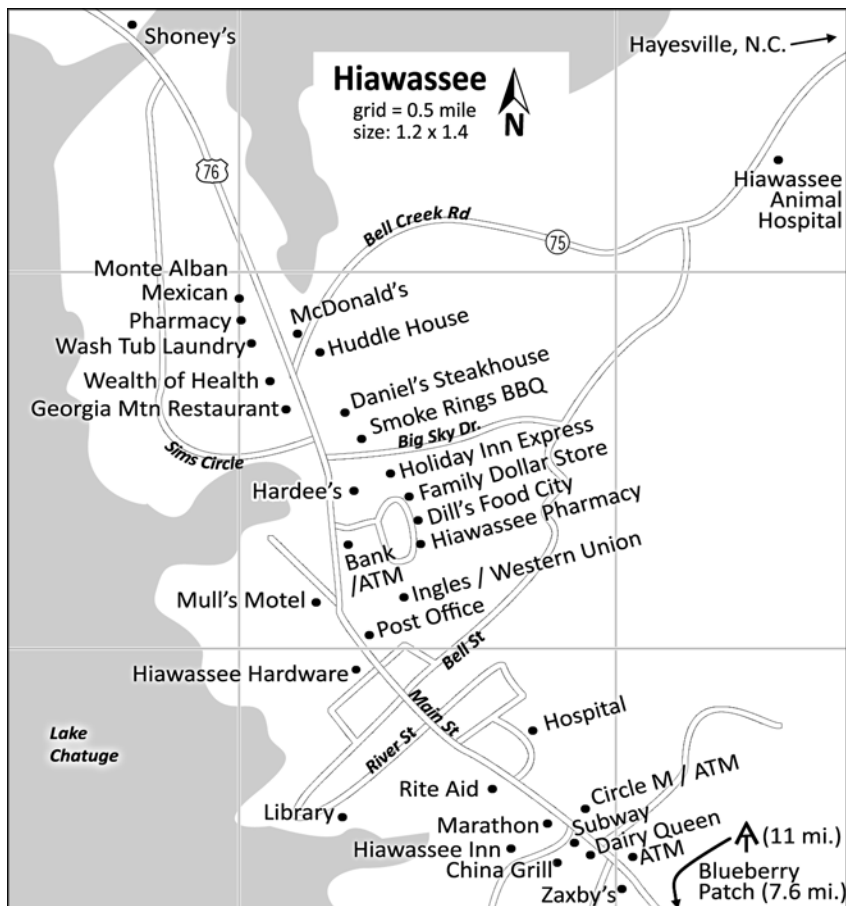 Shoney's
Hayesville, N.C.
Hiawassee
grid = 0.5 mile
size: 1.2 x 1.4
N
76
Hiawassee
Animal
Hospital
Bell Creek Rd
75
Monte Alban
Mexican
McDonald's
Pharmacy
Huddle House
Wash Tub Laundry
Daniel's Steakhouse
Wealth of Health
Georgia Mtn Restaurant
Smoke Rings BBQ
Big Sky Dr.
Sims Circle
Holiday Inn Express
Hardee's
Family Dollar Store
Dill's Food City
Hiawassee Pharmacy
Bank
/ATM
Ingles / Western Union
Mull's Motel
Post Office
Bell St
Hiawassee Hardware
Main St
Lake
Chatuge
River St
Hospital
Rite Aid
Circle M / ATM
Library
Marathon
Subway
Dairy Queen
ATM
(11 mi.)
Hiawassee Inn
China Grill
Blueberry
Patch (7.6 mi.)
Zaxby's